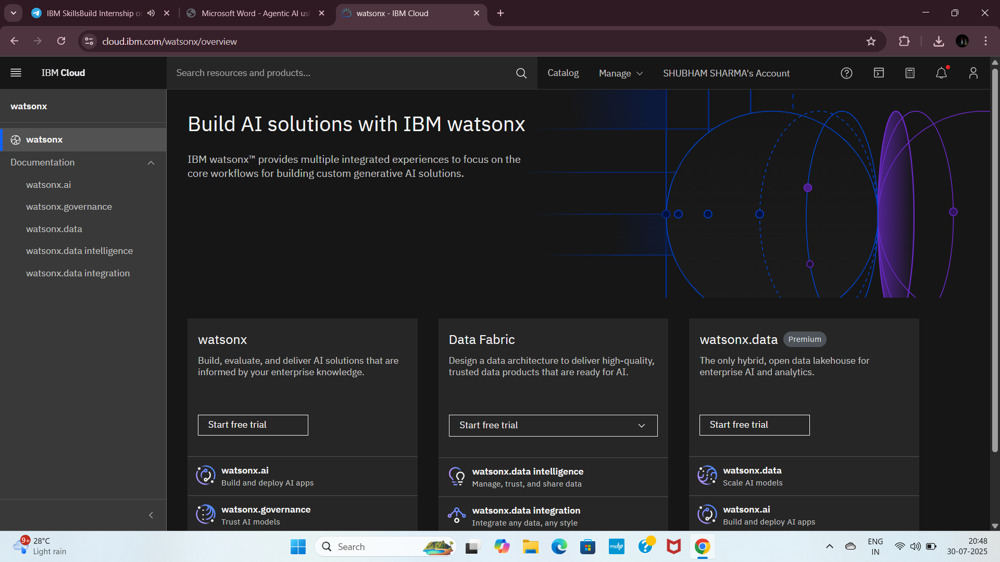 IBM SkillsBuild Internship or
Microsoft Word - Agentic AI usi
watsonx - IBM Cloud
cloud.ibm.com/watsonx/overview
IBM Cloud
Search resources and products...
Catalog
Manage
SHUBHAM SHARMA's Account
watsonx
watsonx
Documentation
watsonx.ai
watsonx.governance
watsonx.data
watsonx.data intelligence
watsonx.data integration
Build AI solutions with IBM watsonx
IBM watsonx™ provides multiple integrated experiences to focus on the
core workflows for building custom generative AI solutions.
watsonx
Build, evaluate, and deliver AI solutions that are
informed by your enterprise knowledge.
Start free trial
watsonx.ai
Build and deploy AI apps
watsonx.governance
Trust AI models
Data Fabric
Design a data architecture to deliver high-quality,
trusted data products that are ready for AI.
Start free trial
watsonx.data intelligence
Manage, trust, and share data
watsonx.data integration
Integrate any data, any style
watsonx.data Premium
The only hybrid, open data lakehouse for
enterprise AI and analytics.
Start free trial
watsonx.data
Scale AI models
watsonx.ai
Build and deploy AI apps
9+
28°C
Light rain
Search
myhp
ENG
IN
20:48
30-07-2025